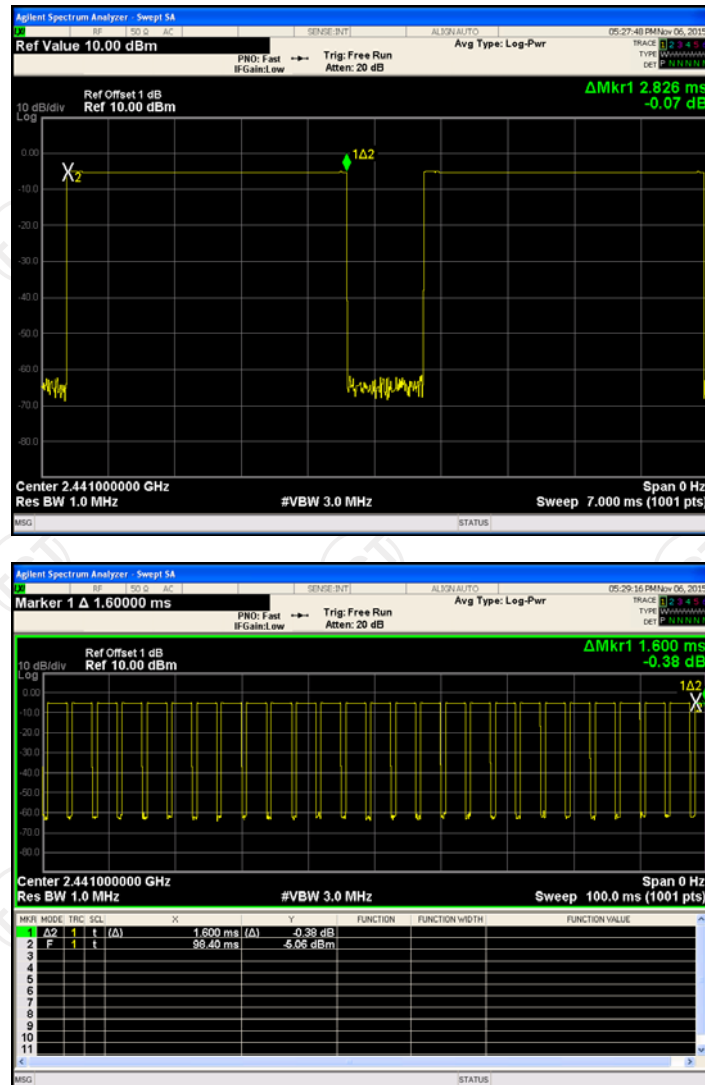 Agilent Spectrum Analyzer - Swept SA
RF 50 Ω AC SENSE:INT ALIGN AUTO 05:27:48 PM Nov 06, 2015
Ref Value 10.00 dBm Avg Type: Log-Pwr TRACE 1 2 3 4 5
PNO: Fast Trig: Free Run TYPE W
IFGain:Low Atten: 20 dB DET P N N N N
ΔMkr1 2.826 ms
Ref Offset 1 dB -0.07 dB
10 dB/div Ref 10.00 dBm
Log
1Δ2
0.00
X2
-10.0
-20.0
-30.0
-40.0
-50.0
-60.0
-70.0
-80.0
Center 2.441000000 GHz Span 0 Hz
Res BW 1.0 MHz #VBW 3.0 MHz Sweep 7.000 ms (1001 pts)
MSG STATUS
Agilent Spectrum Analyzer - Swept SA
RF 50 Ω AC SENSE:INT ALIGN AUTO 05:29:16 PM Nov 06, 2015
Marker 1 Δ 1.60000 ms Avg Type: Log-Pwr TRACE 1 2 3 4 5
PNO: Fast Trig: Free Run TYPE W
IFGain:Low Atten: 20 dB DET P N N N N
ΔMkr1 1.600 ms
Ref Offset 1 dB -0.38 dB
10 dB/div Ref 10.00 dBm
Log
1Δ2
0.00
X
-10.0
-20.0
-30.0
-40.0
-50.0
-60.0
-70.0
-80.0
Center 2.441000000 GHz Span 0 Hz
Res BW 1.0 MHz #VBW 3.0 MHz Sweep 100.0 ms (1001 pts)
MKR MODE TRC SCL X Y FUNCTION FUNCTION WIDTH FUNCTION VALUE
1 Δ2 1 t (Δ) 1.600 ms (Δ) -0.38 dB
2 F 1 t 98.40 ms -5.06 dBm
3
4
5
6
7
8
9
10
11
MSG STATUS